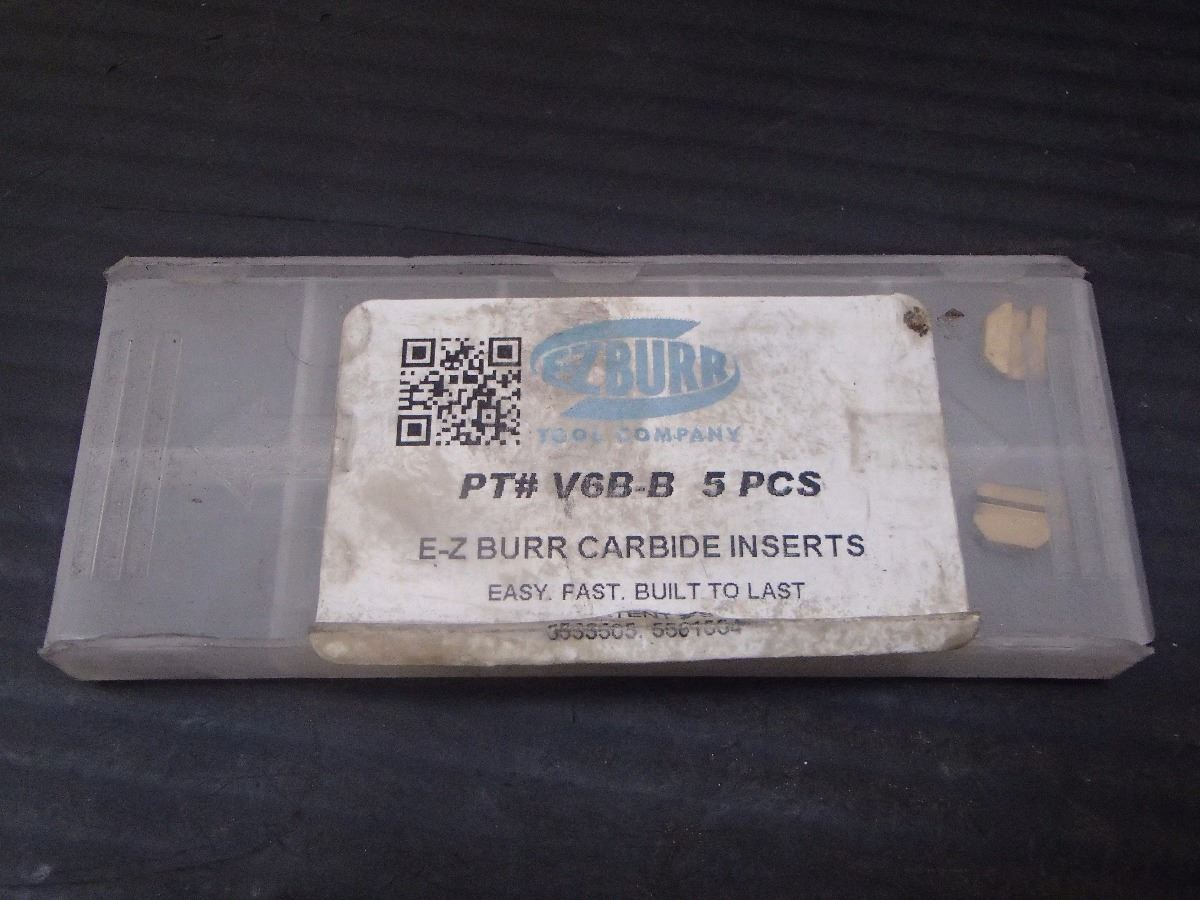 EZBURR
TOOL COMPANY
PT# V6B-B 5 PCS
E-Z BURR CARBIDE INSERTS
EASY. FAST. BUILT TO LAST